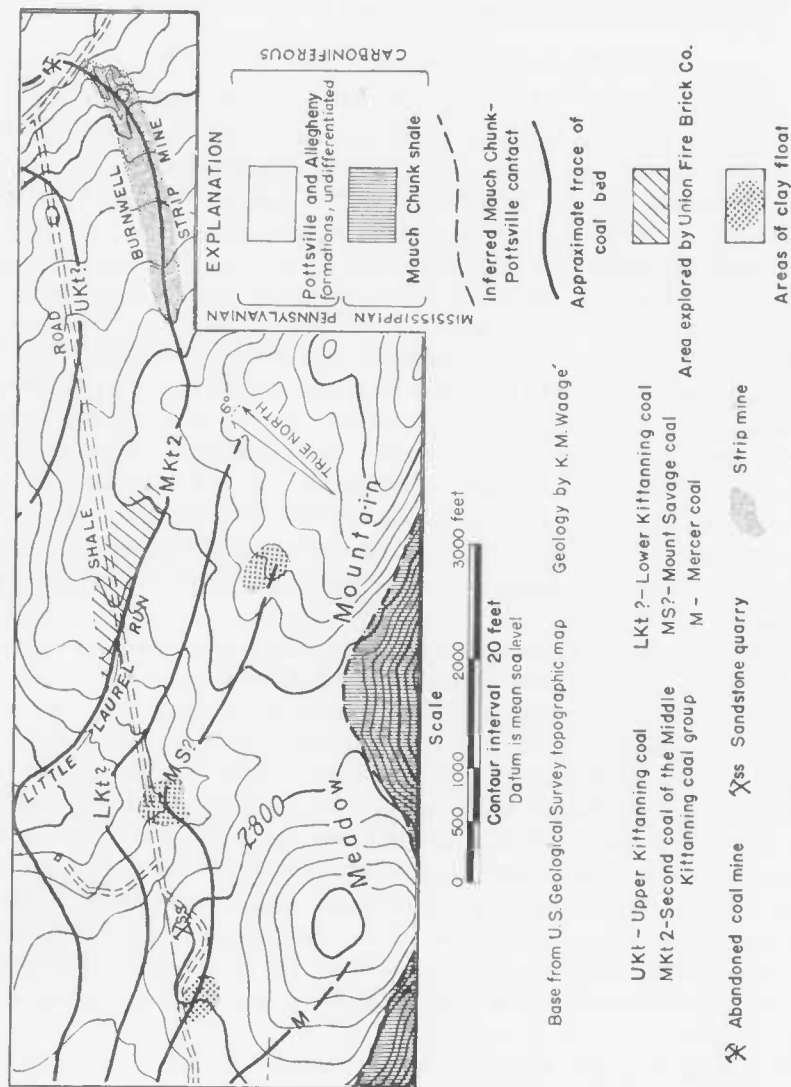 ROAD
UKt?
BURNWELL
STRIP MINE
SHALE
MKt 2
LITTLE LAUREL RUN
LKt?
MS?
2800
Xss
M
Meadow Mountain
TRUE NORTH
6°
EXPLANATION
Pottsville and Allegheny
formations, undifferentiated
Mauch Chunk shale
MISSISSIPPIAN
PENNSYLVANIAN
CARBONIFEROUS
Inferred Mauch Chunk-
Pottsville contact
Approximate trace of
coal bed
Area explored by Union Fire Brick Co.
Areas of clay float
Scale
0 500 1000 2000 3000 feet
Contour interval 20 feet
Datum is mean sea level
Base from U.S. Geological Survey topographic map
Geology by K. M. Waagé
UKt - Upper Kittanning coal
MKt 2-Second coal of the Middle
Kittanning coal group
LKt ?- Lower Kittanning coal
MS?-Mount Savage coal
M - Mercer coal
Abandoned coal mine
Xss Sandstone quarry
Strip mine